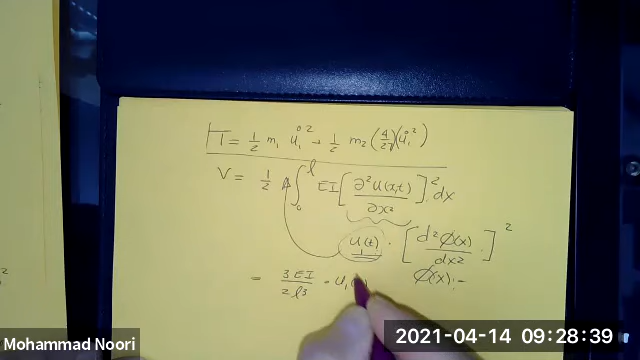 T = 1/2 m₁ u̇₁² + 1/2 m₂ (4/27)(u̇₁²)
V = 1/2 ∫₀ˡ EI [∂²u(x,t)/∂x²]² dx
u(t) · [d²φ(x)/dx²]²
= 3EI/2l³ · u₁( φ(x) :-
Mohammad Noori
2021-04-14 09:28:39